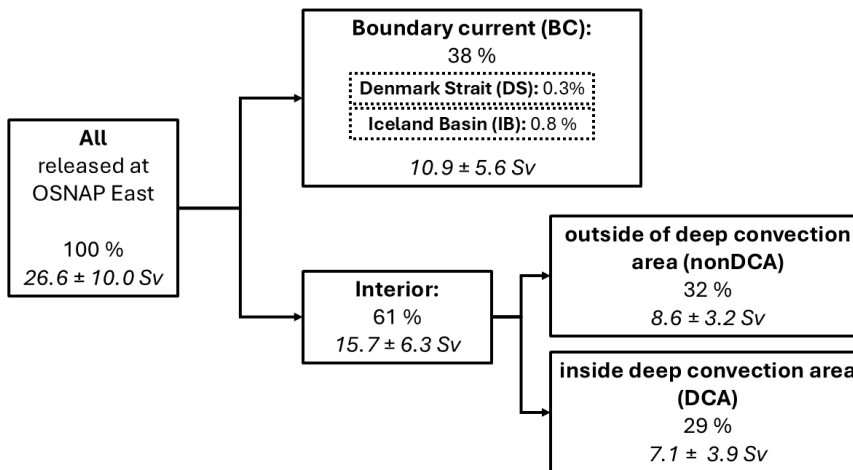 All
released at
OSNAP East
100 %
26.6 ± 10.0 Sv
Boundary current (BC):
38 %
Denmark Strait (DS): 0.3%
Iceland Basin (IB): 0.8 %
10.9 ± 5.6 Sv
Interior:
61 %
15.7 ± 6.3 Sv
outside of deep convection
area (nonDCA)
32 %
8.6 ± 3.2 Sv
inside deep convection area
(DCA)
29 %
7.1 ± 3.9 Sv